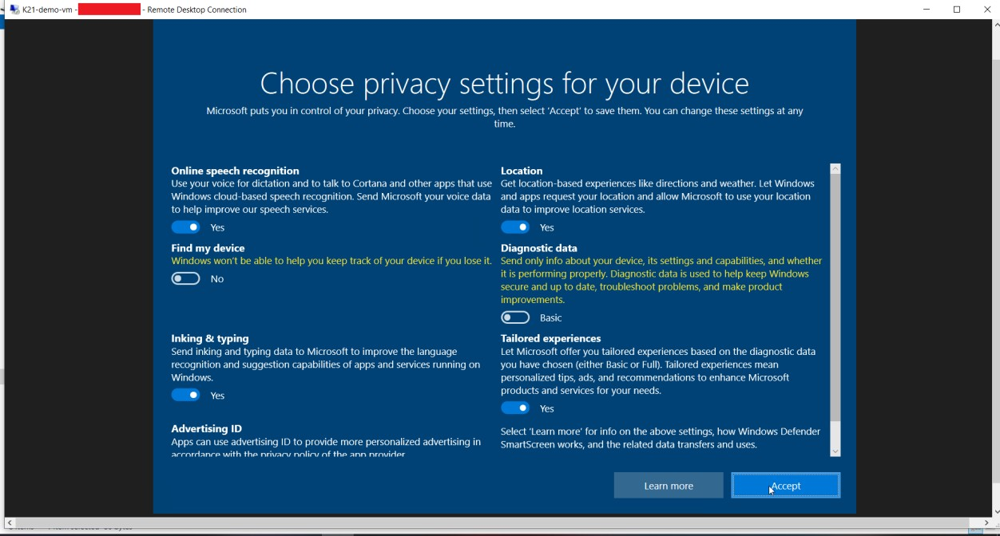 K21-demo-vm - - Remote Desktop Connection
Choose privacy settings for your device
Microsoft puts you in control of your privacy. Choose your settings, then select 'Accept' to save them. You can change these settings at any
time.
Online speech recognition
Use your voice for dictation and to talk to Cortana and other apps that use
Windows cloud-based speech recognition. Send Microsoft your voice data
to help improve our speech services.
Yes
Location
Get location-based experiences like directions and weather. Let Windows
and apps request your location and allow Microsoft to use your location
data to improve location services.
Yes
Find my device
Windows won't be able to help you keep track of your device if you lose it.
No
Diagnostic data
Send only info about your device, its settings and capabilities, and whether
it is performing properly. Diagnostic data is used to help keep Windows
secure and up to date, troubleshoot problems, and make product
improvements.
Basic
Inking & typing
Send inking and typing data to Microsoft to improve the language
recognition and suggestion capabilities of apps and services running on
Windows.
Yes
Tailored experiences
Let Microsoft offer you tailored experiences based on the diagnostic data
you have chosen (either Basic or Full). Tailored experiences mean
personalized tips, ads, and recommendations to enhance Microsoft
products and services for your needs.
Yes
Advertising ID
Apps can use advertising ID to provide more personalized advertising in
accordance with the privacy policy of the app provider
Select 'Learn more' for info on the above settings, how Windows Defender
SmartScreen works, and the related data transfers and uses.
Learn more
Accept